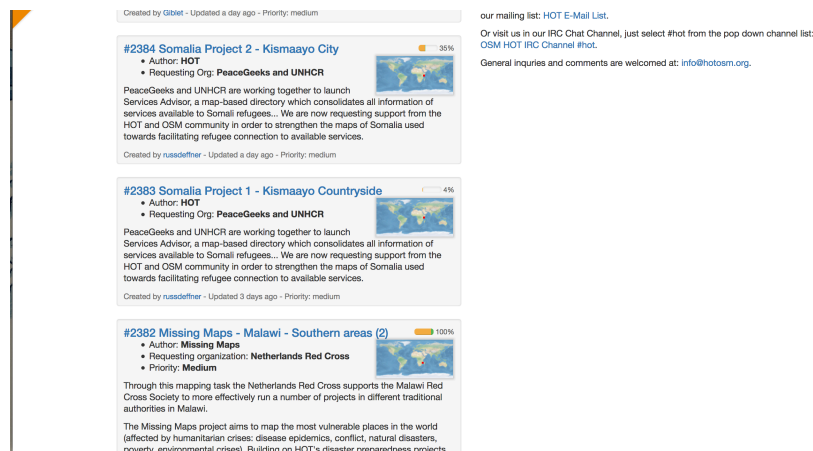 Created by Giblet - Updated a day ago - Priority: medium
#2384 Somalia Project 2 - Kismaayo City
35%
• Author: HOT
• Requesting Org: PeaceGeeks and UNHCR
PeaceGeeks and UNHCR are working together to launch
Services Advisor, a map-based directory which consolidates all information of
services available to Somali refugees... We are now requesting support from the
HOT and OSM community in order to strengthen the maps of Somalia used
towards facilitating refugee connection to available services.
Created by russdeffner - Updated a day ago - Priority: medium
#2383 Somalia Project 1 - Kismaayo Countryside
4%
• Author: HOT
• Requesting Org: PeaceGeeks and UNHCR
PeaceGeeks and UNHCR are working together to launch
Services Advisor, a map-based directory which consolidates all information of
services available to Somali refugees... We are now requesting support from the
HOT and OSM community in order to strengthen the maps of Somalia used
towards facilitating refugee connection to available services.
Created by russdeffner - Updated 3 days ago - Priority: medium
#2382 Missing Maps - Malawi - Southern areas (2)
100%
• Author: Missing Maps
• Requesting organization: Netherlands Red Cross
• Priority: Medium
Through this mapping task the Netherlands Red Cross supports the Malawi Red
Cross Society to more effectively run a number of projects in different traditional
authorities in Malawi.
The Missing Maps project aims to map the most vulnerable places in the world
(affected by humanitarian crises: disease epidemics, conflict, natural disasters,
poverty, environmental crises). Building on HOT's disaster preparedness projects
our mailing list: HOT E-Mail List.
Or visit us in our IRC Chat Channel, just select #hot from the pop down channel list:
OSM HOT IRC Channel #hot.
General inquries and comments are welcomed at: info@hotosm.org.